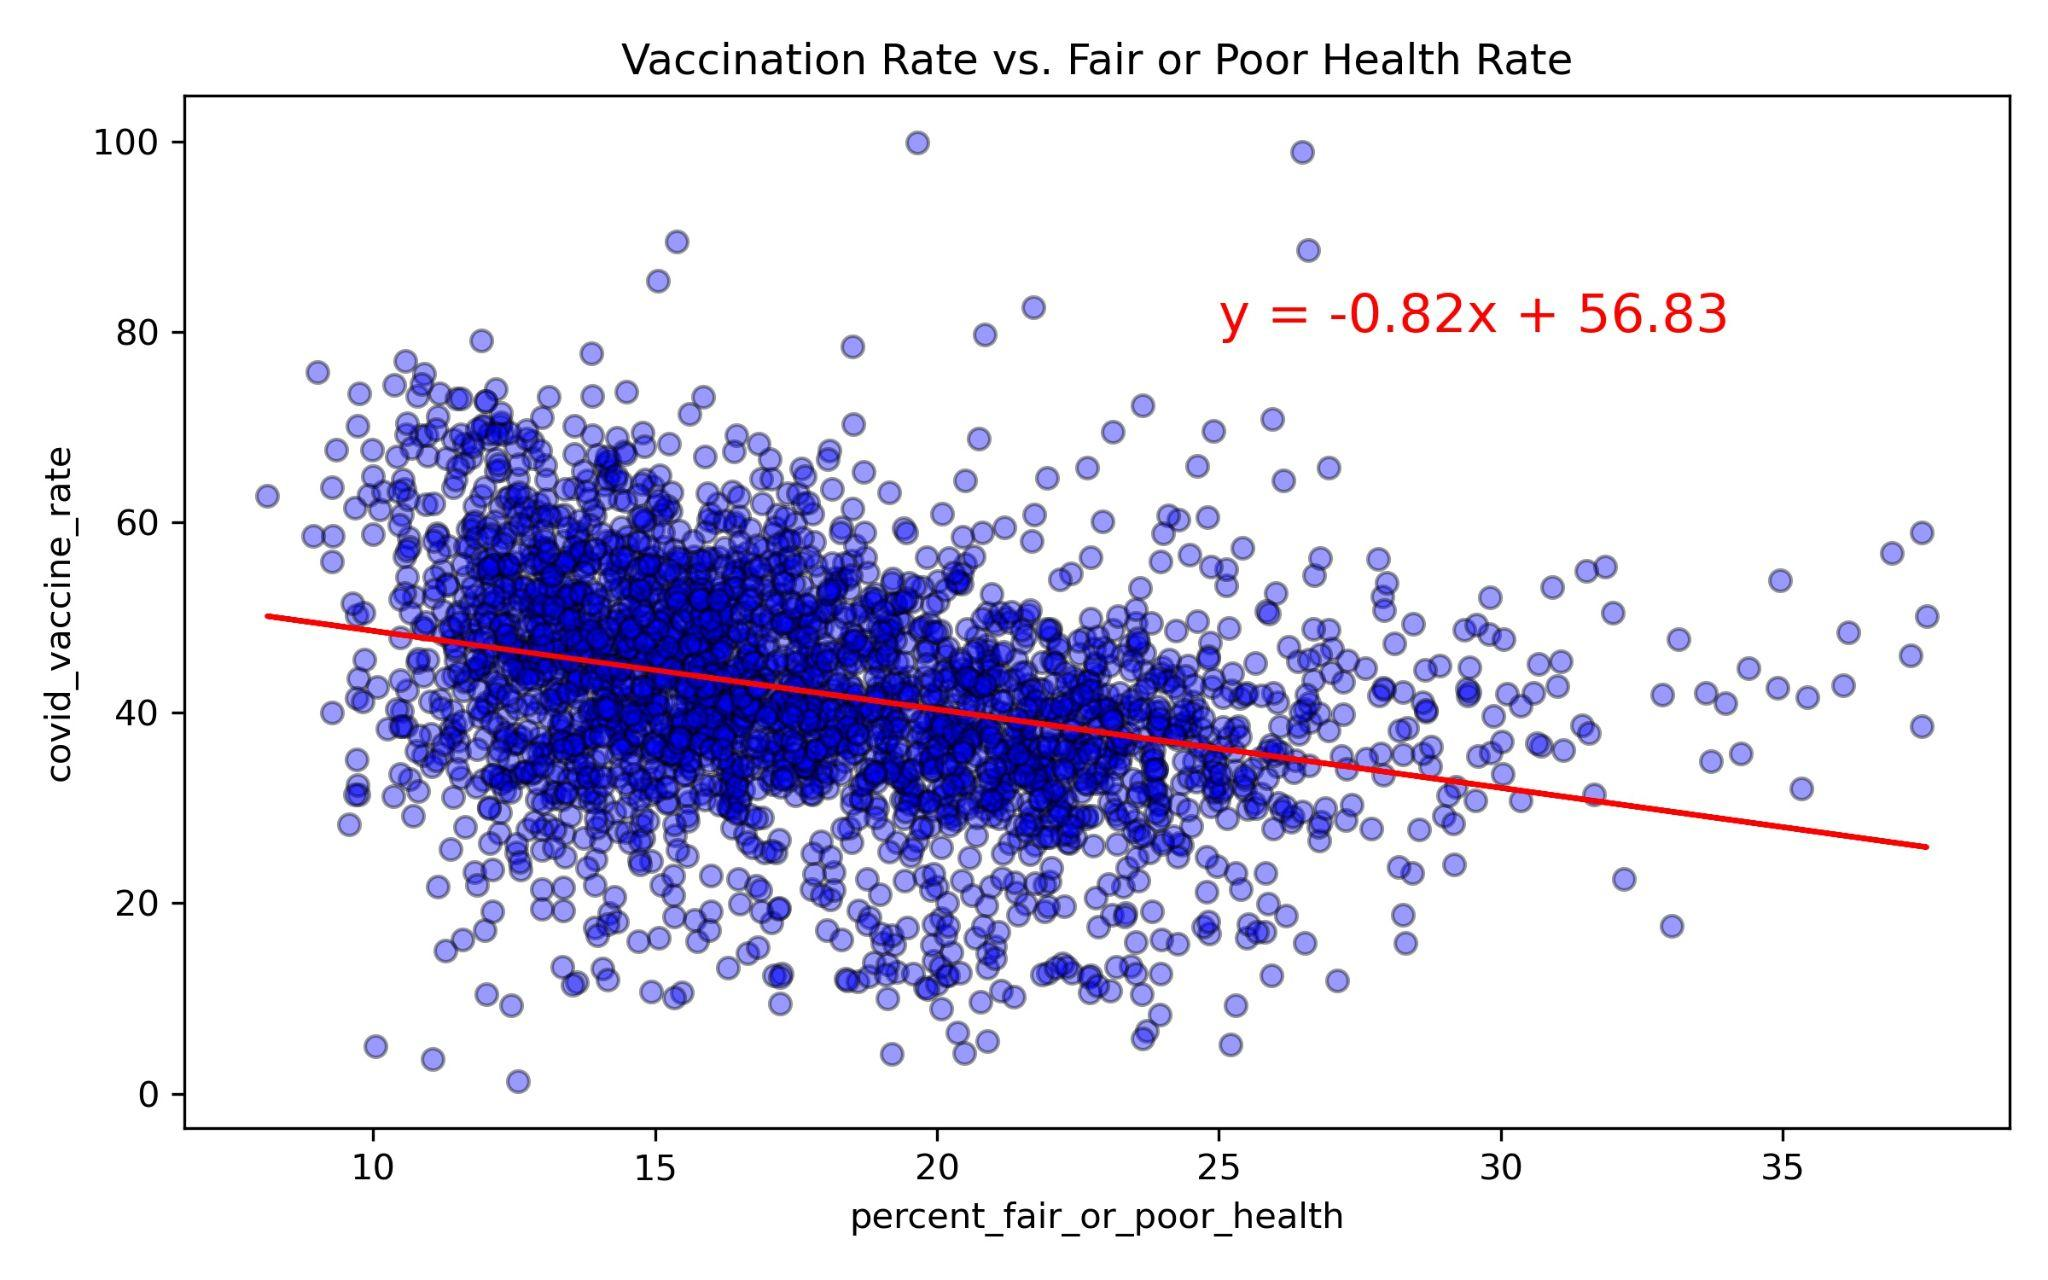 Vaccination Rate vs. Fair or Poor Health Rate
100
80
60
40
20
0
covid_vaccine_rate
y = -0.82x + 56.83
10 15 20 25 30 35
percent_fair_or_poor_health